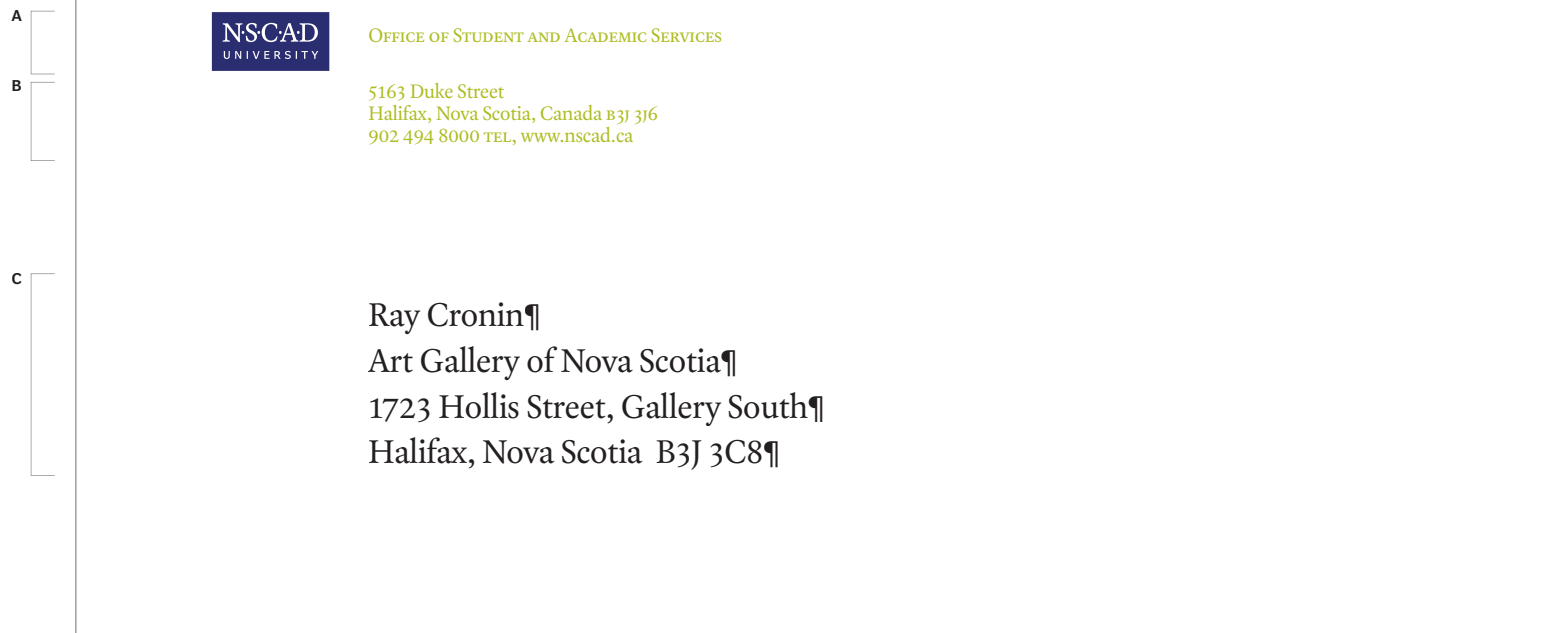 A
N·S·C·A·D
UNIVERSITY
Office of Student and Academic Services
B
5163 Duke Street
Halifax, Nova Scotia, Canada B3J 3J6
902 494 8000 TEL, www.nscad.ca
C
Ray Cronin¶
Art Gallery of Nova Scotia¶
1723 Hollis Street, Gallery South¶
Halifax, Nova Scotia  B3J 3C8¶